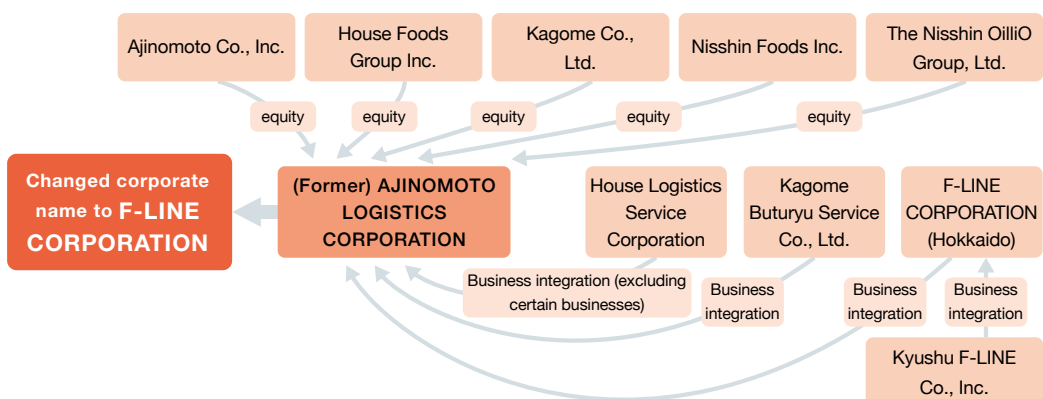 Ajinomoto Co., Inc.
House Foods
Group Inc.
Kagome Co.,
Ltd.
Nisshin Foods Inc.
The Nisshin OilliO
Group, Ltd.
equity
equity
equity
equity
equity
Changed corporate
name to F-LINE
CORPORATION
(Former) AJINOMOTO
LOGISTICS
CORPORATION
House Logistics
Service
Corporation
Kagome
Buturyu Service
Co., Ltd.
F-LINE
CORPORATION
(Hokkaido)
Business integration (excluding
certain businesses)
Business
integration
Business
integration
Business
integration
Kyushu F-LINE
Co., Inc.